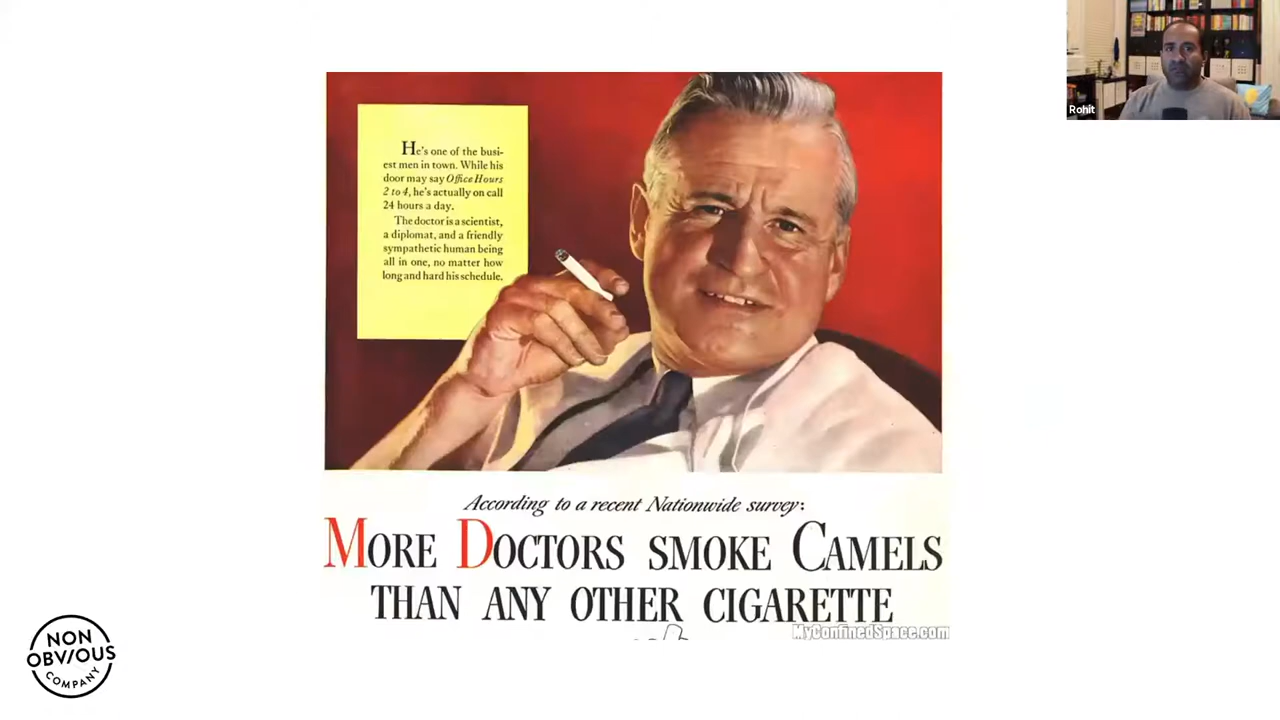 Rohit
He's one of the busi-
est men in town. While his
door may say Office Hours
2 to 4, he's actually on call
24 hours a day.
The doctor is a scientist,
a diplomat, and a friendly
sympathetic human being
all in one, no matter how
long and hard his schedule.
According to a recent Nationwide survey:
MORE DOCTORS SMOKE CAMELS
THAN ANY OTHER CIGARETTE
MyConfinedSpace.com
NON
OBV/OUS
COMPANY